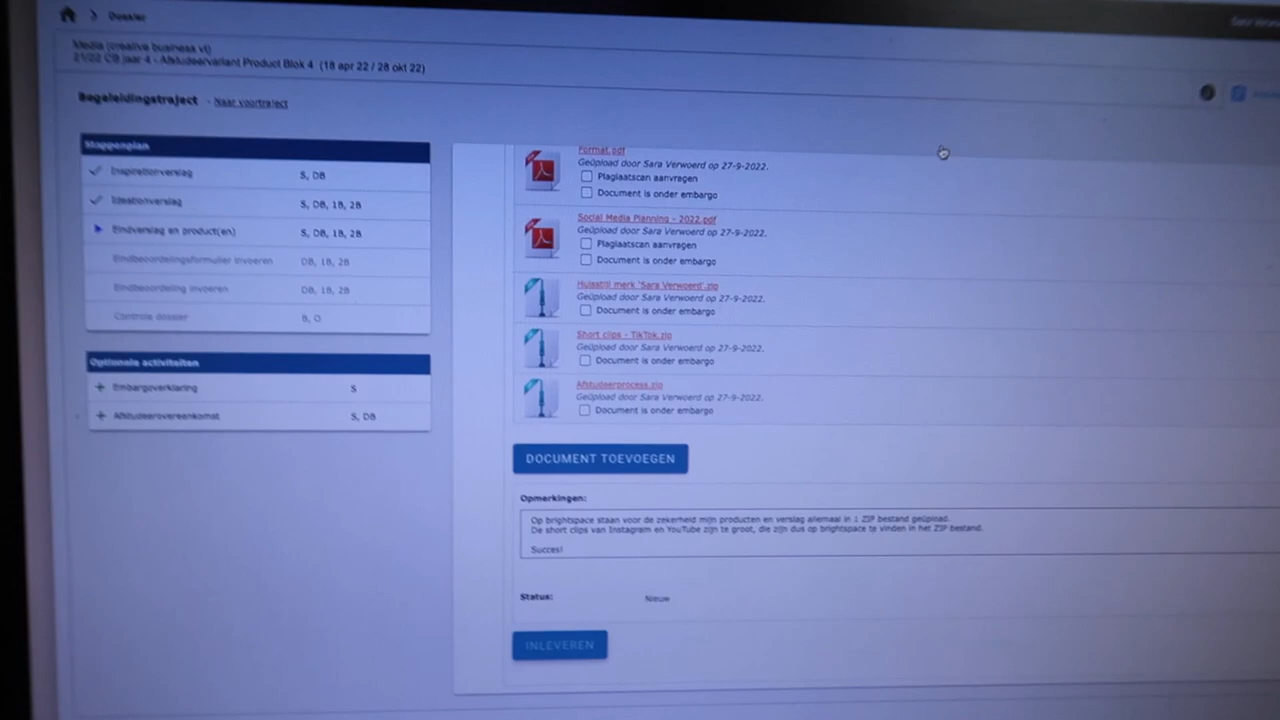 Dossier
Media (creative business vt)
21/22 CB jaar 4 - Afstudeervariant Product Blok 4 (18 apr 22 / 28 okt 22)
Begeleidingstraject - Naar voortraject
Stappenplan
Inspiratieverslag S, DB
Ideationverslag S, DB, 1B, 2B
Eindverslag en product(en) S, DB, 1B, 2B
Eindbeoordelingsformulier invoeren DB, 1B, 2B
Eindbeoordeling invoeren DB, 1B, 2B
Controle dossier B, O
Optionele activiteiten
Embargoverklaring S
Afstudeerovereenkomst S, DB
Format.pdf
Geüpload door Sara Verwoerd op 27-9-2022.
Plagiaatscan aanvragen
Document is onder embargo
Social Media Planning - 2022.pdf
Geüpload door Sara Verwoerd op 27-9-2022.
Plagiaatscan aanvragen
Document is onder embargo
Huisstijl merk 'Sara Verwoerd'.zip
Geüpload door Sara Verwoerd op 27-9-2022.
Document is onder embargo
Short clips - TikTok.zip
Geüpload door Sara Verwoerd op 27-9-2022.
Document is onder embargo
Afstudeerprocess.zip
Geüpload door Sara Verwoerd op 27-9-2022.
Document is onder embargo
DOCUMENT TOEVOEGEN
Opmerkingen:
Op brightspace staan voor de zekerheid mijn producten en verslag allemaal in 1 ZIP bestand geüpload.
De short clips van Instagram en YouTube zijn te groot, die zijn dus op brightspace te vinden in het ZIP bestand.
Succes!
Status: Nieuw
INLEVEREN